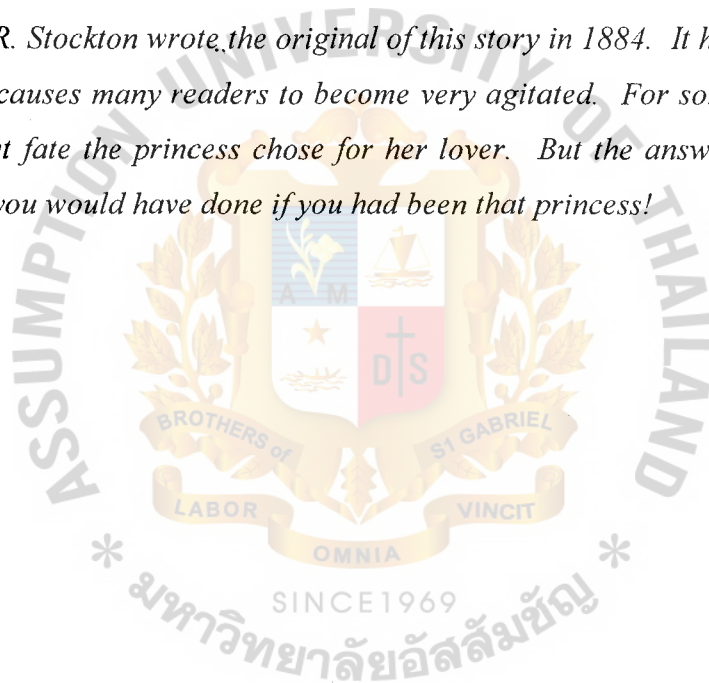 R. Stockton wrote the original of this story in 1884. It h
causes many readers to become very agitated. For so
t fate the princess chose for her lover. But the answ
you would have done if you had been that princess!
UNIVERSITY OF THAILAND
ASSUMPTION
A M
D S
BROTHERS of ST GABRIEL
LABOR VINCIT
OMNIA
SINCE1969
มหาวิทยาลัยอัสสัมชัญ